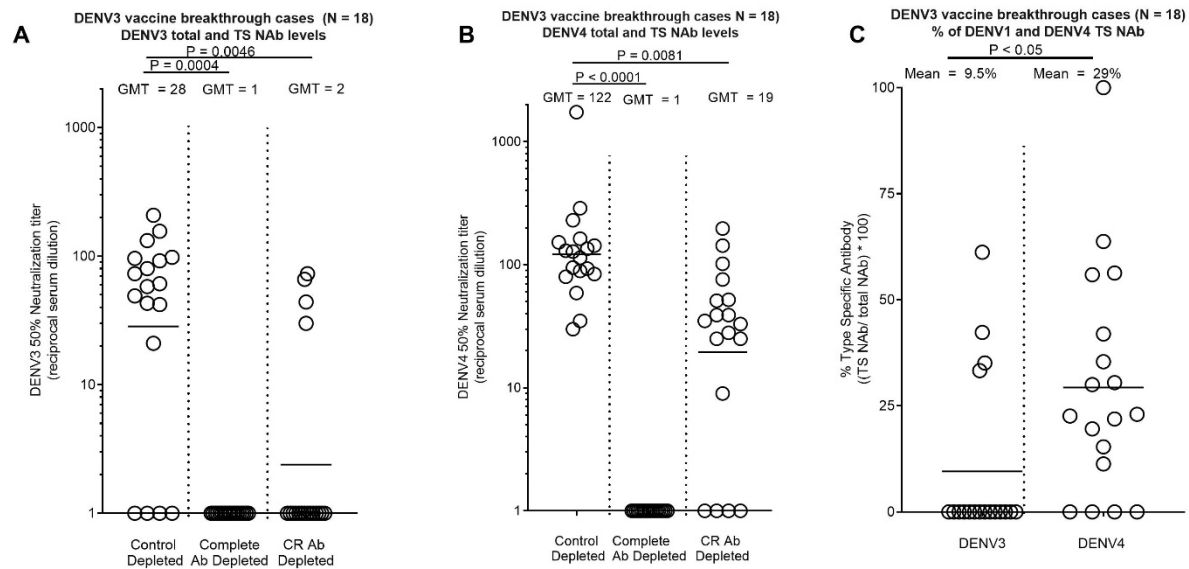 A
DENV3 vaccine breakthrough cases (N = 18)
DENV3 total and TS NAb levels
P = 0.0046
P = 0.0004
GMT = 28
GMT = 1
GMT = 2
DENV3 50% Neutralization titer
(reciprocal serum dilution)
1000
100
10
1
Control
Depleted
Complete
Ab Depleted
CR Ab
Depleted
B
DENV3 vaccine breakthrough cases N = 18)
DENV4 total and TS NAb levels
P = 0.0081
P < 0.0001
GMT = 122
GMT = 1
GMT = 19
DENV4 50% Neutralization titer
(reciprocal serum dilution)
1000
100
10
1
Control
Depleted
Complete
Ab Depleted
CR Ab
Depleted
C
DENV3 vaccine breakthrough cases (N = 18)
% of DENV1 and DENV4 TS NAb
P < 0.05
Mean = 9.5%
Mean = 29%
% Type Specific Antibody
((TS NAb/ total NAb) * 100)
100
75
50
25
0
DENV3
DENV4